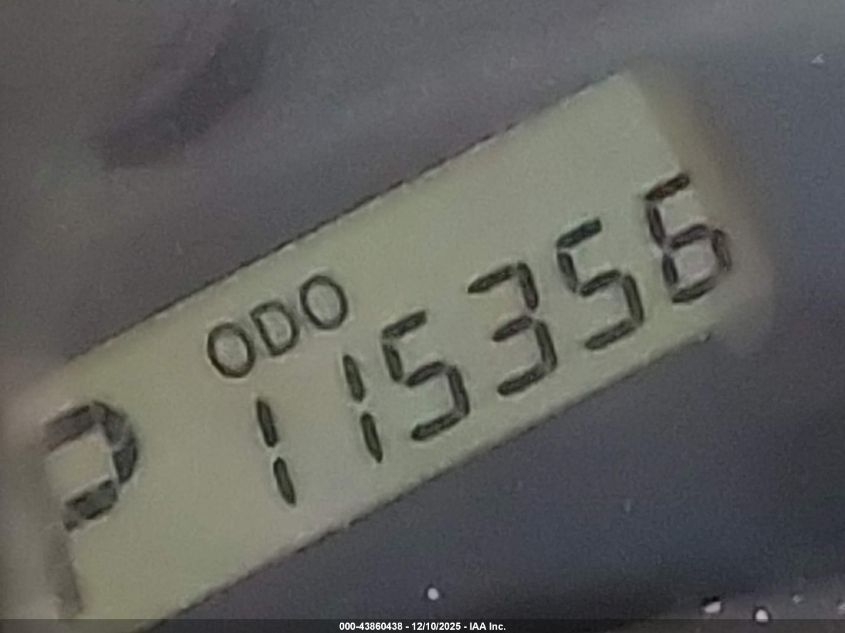 ODO
P 115356
000-43860438 - 12/10/2025 - IAA Inc.